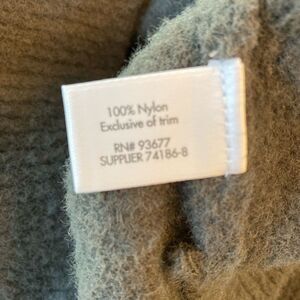 100% Nylon
Exclusive of trim
RN# 93677
SUPPLIER 74186-8